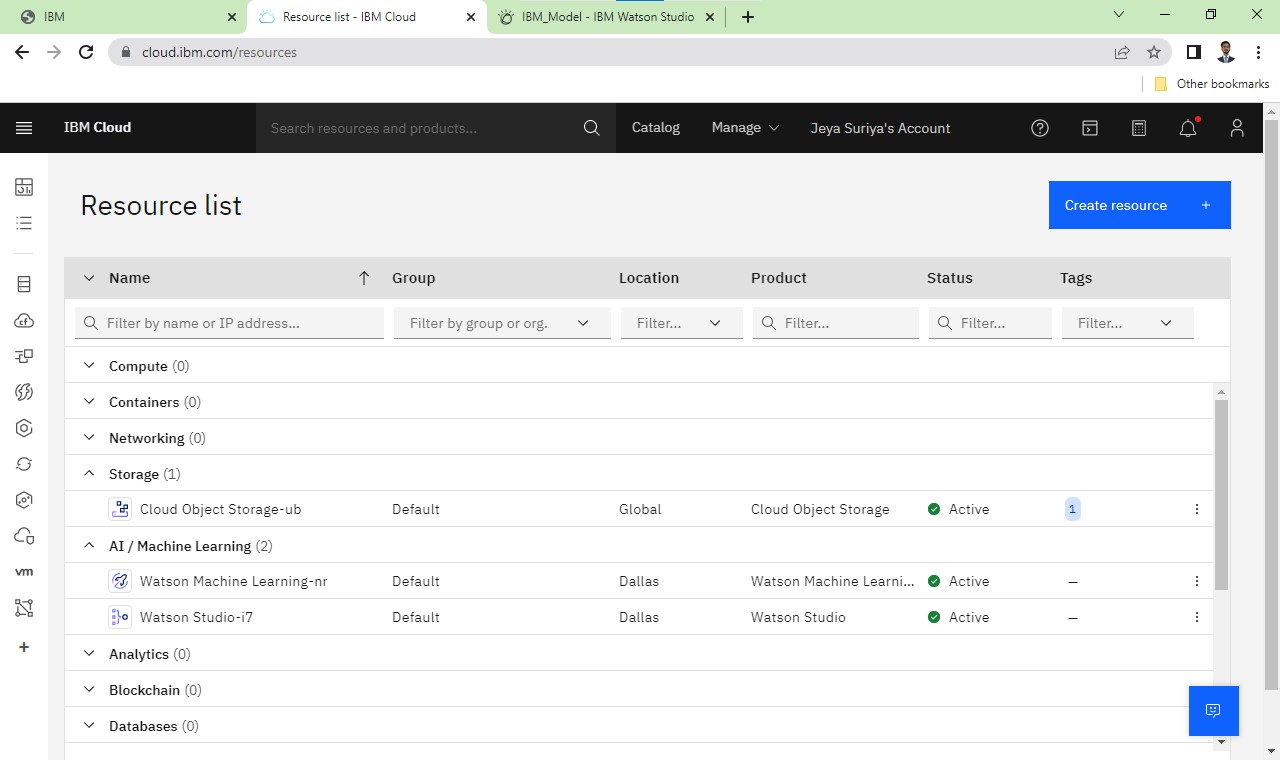 IBM
Resource list - IBM Cloud
IBM_Model - IBM Watson Studio
cloud.ibm.com/resources
Other bookmarks
IBM Cloud
Search resources and products...
Catalog
Manage
Jeya Suriya's Account
Resource list
Create resource +
Name Group Location Product Status Tags
Filter by name or IP address... Filter by group or org. Filter... Filter... Filter... Filter...
Compute (0)
Containers (0)
Networking (0)
Storage (1)
Cloud Object Storage-ub Default Global Cloud Object Storage Active 1
AI / Machine Learning (2)
Watson Machine Learning-nr Default Dallas Watson Machine Learni... Active –
Watson Studio-i7 Default Dallas Watson Studio Active –
vm
Analytics (0)
Blockchain (0)
Databases (0)